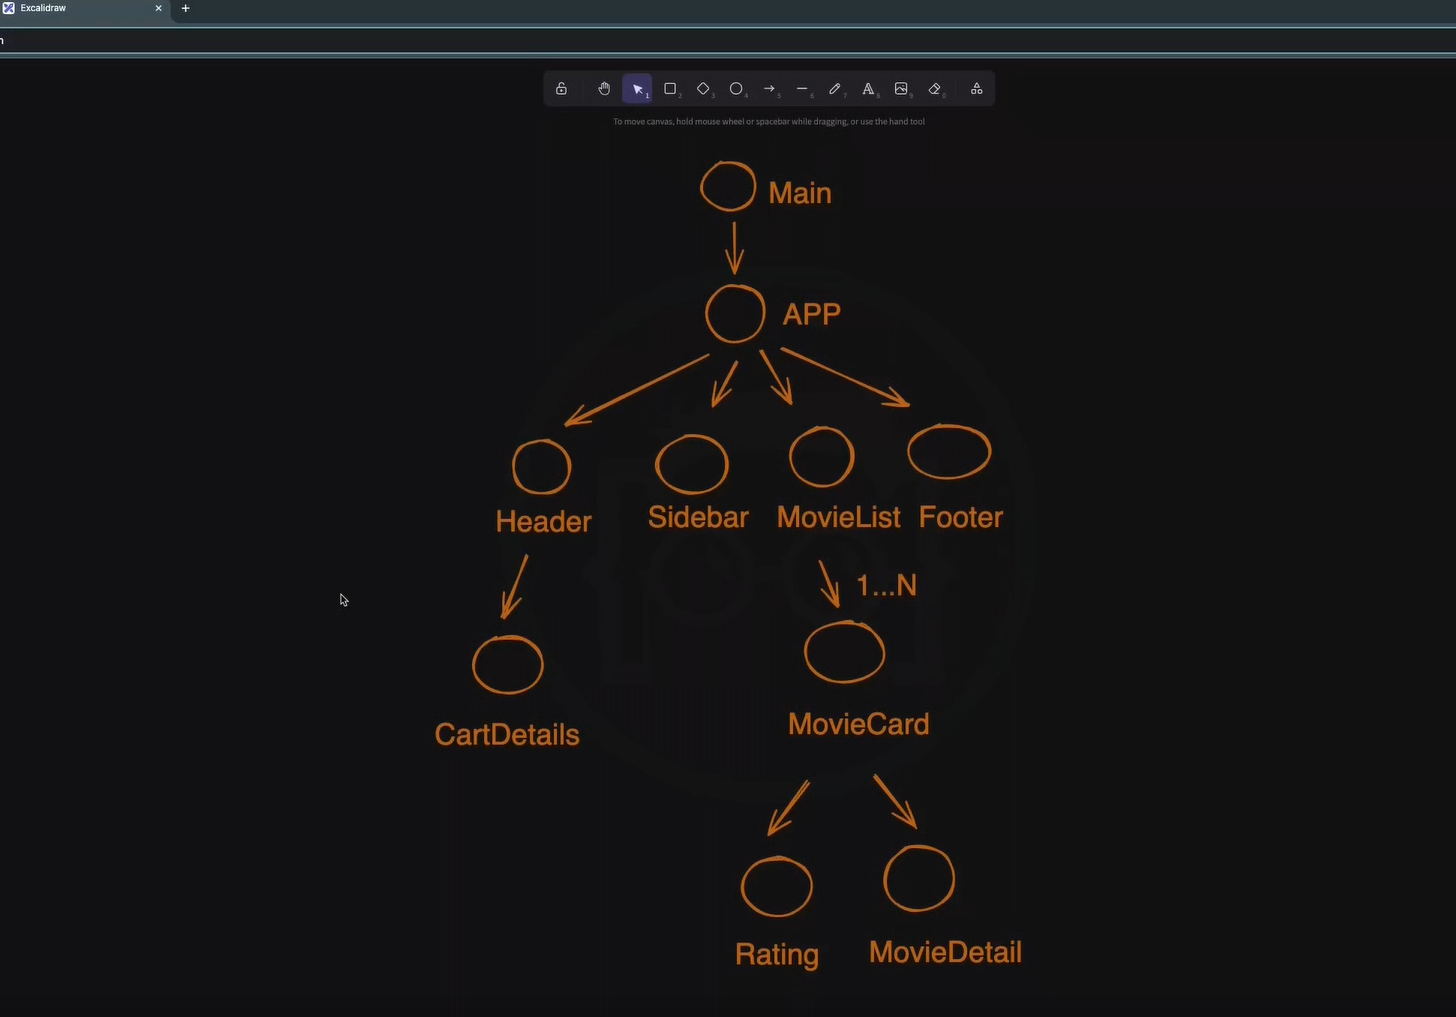 Excalidraw
To move canvas, hold mouse wheel or spacebar while dragging, or use the hand tool
Main
APP
Header
Sidebar
MovieList
Footer
1...N
CartDetails
MovieCard
Rating
MovieDetail